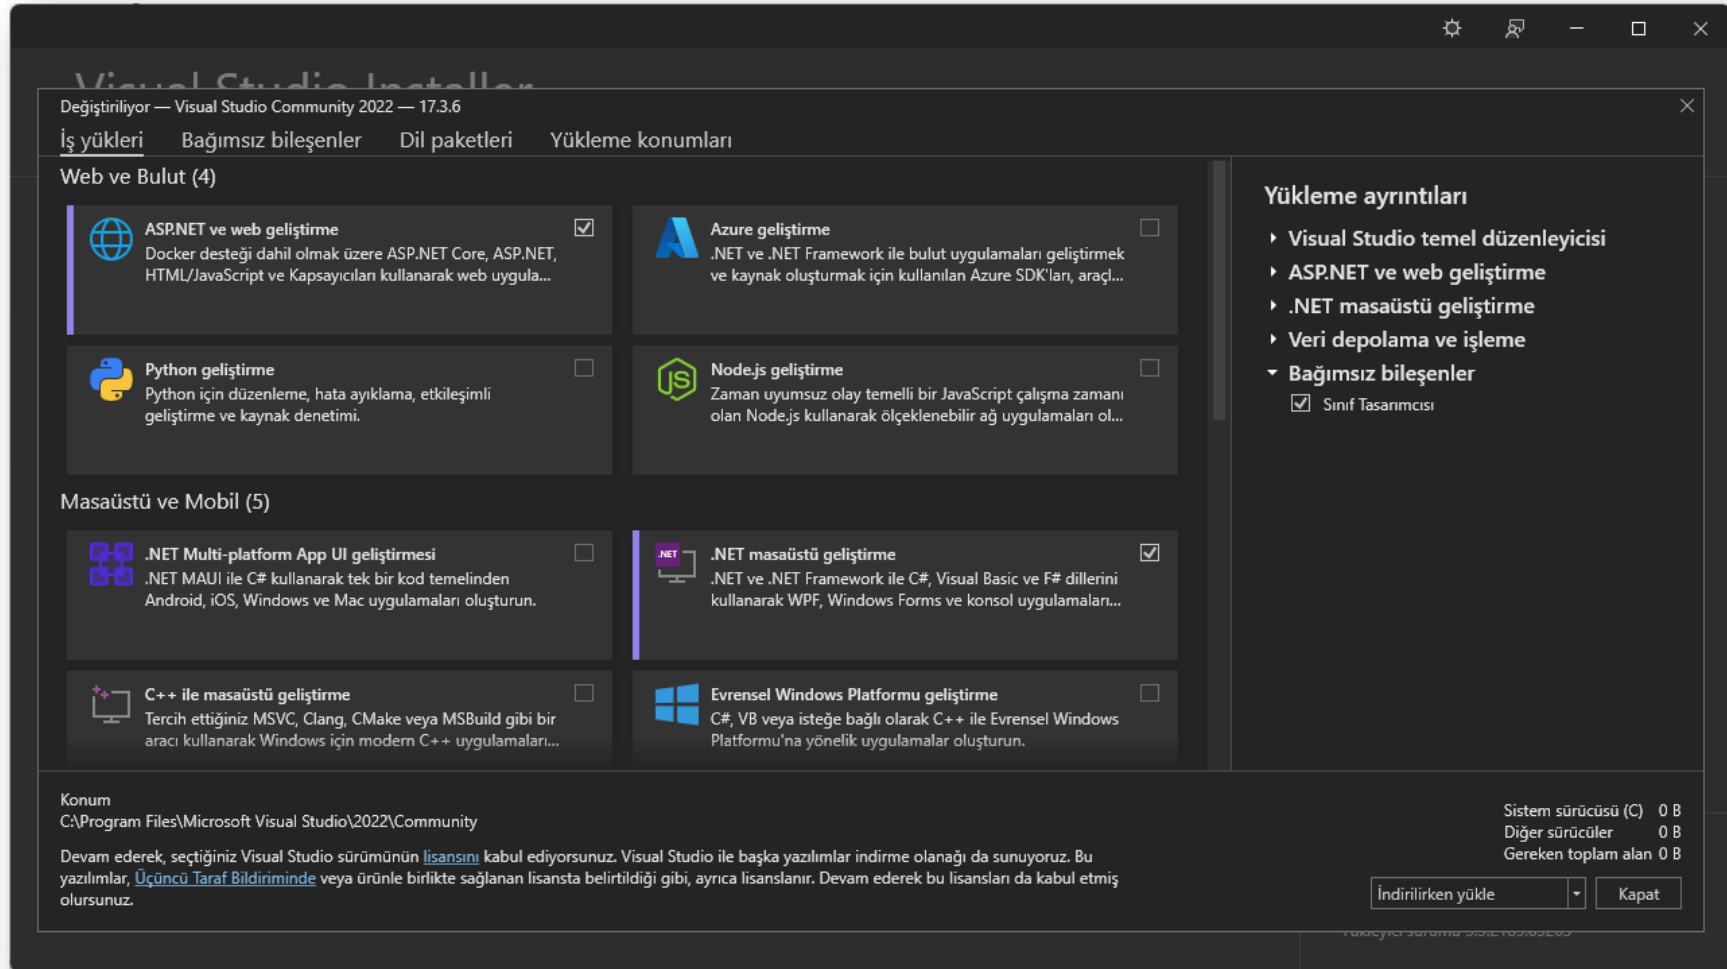 Visual Studio Installer
Değiştiriliyor — Visual Studio Community 2022 — 17.3.6
İş yükleri Bağımsız bileşenler Dil paketleri Yükleme konumları
Web ve Bulut (4)
ASP.NET ve web geliştirme
Docker desteği dahil olmak üzere ASP.NET Core, ASP.NET,
HTML/JavaScript ve Kapsayıcıları kullanarak web uygula...
Azure geliştirme
.NET ve .NET Framework ile bulut uygulamaları geliştirmek
ve kaynak oluşturmak için kullanılan Azure SDK'ları, araçl...
Python geliştirme
Python için düzenleme, hata ayıklama, etkileşimli
geliştirme ve kaynak denetimi.
Node.js geliştirme
Zaman uyumsuz olay temelli bir JavaScript çalışma zamanı
olan Node.js kullanarak ölçeklenebilir ağ uygulamaları ol...
Masaüstü ve Mobil (5)
.NET Multi-platform App UI geliştirmesi
.NET MAUI ile C# kullanarak tek bir kod temelinden
Android, iOS, Windows ve Mac uygulamaları oluşturun.
.NET
.NET masaüstü geliştirme
.NET ve .NET Framework ile C#, Visual Basic ve F# dillerini
kullanarak WPF, Windows Forms ve konsol uygulamaları...
C++ ile masaüstü geliştirme
Tercih ettiğiniz MSVC, Clang, CMake veya MSBuild gibi bir
aracı kullanarak Windows için modern C++ uygulamaları...
Evrensel Windows Platformu geliştirme
C#, VB veya isteğe bağlı olarak C++ ile Evrensel Windows
Platformu'na yönelik uygulamalar oluşturun.
Yükleme ayrıntıları
Visual Studio temel düzenleyicisi
ASP.NET ve web geliştirme
.NET masaüstü geliştirme
Veri depolama ve işleme
Bağımsız bileşenler
Sınıf Tasarımcısı
Konum
C:\Program Files\Microsoft Visual Studio\2022\Community
Devam ederek, seçtiğiniz Visual Studio sürümünün lisansını kabul ediyorsunuz. Visual Studio ile başka yazılımlar indirme olanağı da sunuyoruz. Bu
yazılımlar, Üçüncü Taraf Bildiriminde veya ürünle birlikte sağlanan lisansta belirtildiği gibi, ayrıca lisanslanır. Devam ederek bu lisansları da kabul etmiş
olursunuz.
Sistem sürücüsü (C) 0 B
Diğer sürücüler 0 B
Gereken toplam alan 0 B
İndirilirken yükle
Kapat